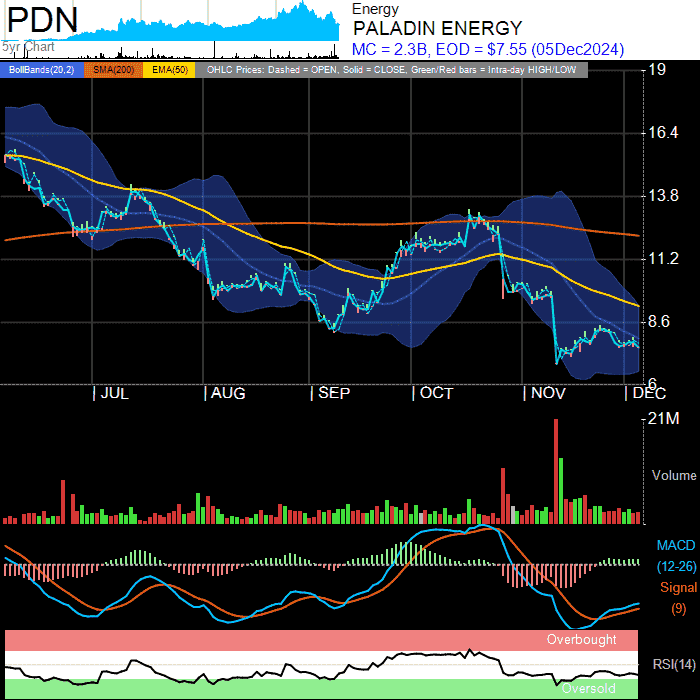 PDN
5yr Chart
Energy
PALADIN ENERGY
MC = 2.3B, EOD = $7.55 (05Dec2024)
BollBands(20,2) SMA(200) EMA(50) OHLC Prices: Dashed = OPEN, Solid = CLOSE, Green/Red bars = Intra-day HIGH/LOW
19
16.4
13.8
11.2
8.6
6
JUL AUG SEP OCT NOV DEC
21M
Volume
MACD
(12-26)
Signal
(9)
Overbought
RSI(14)
Oversold